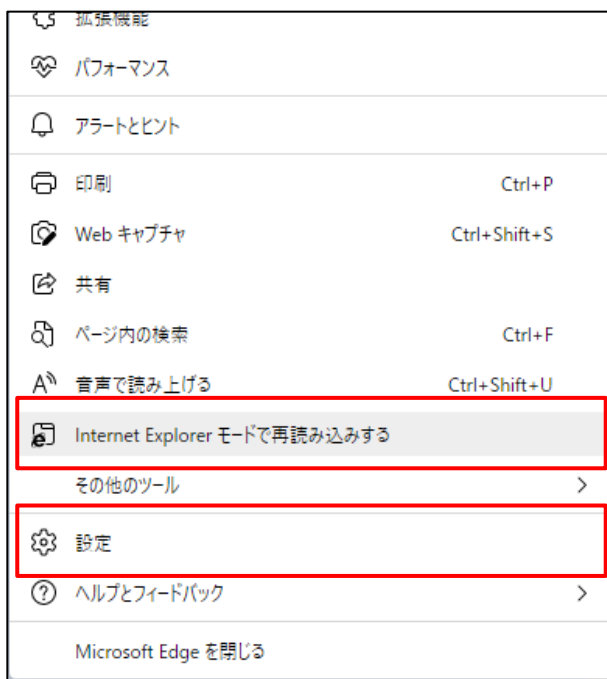 拡張機能
パフォーマンス
アラートとヒント
印刷 Ctrl+P
Web キャプチャ Ctrl+Shift+S
共有
ページ内の検索 Ctrl+F
音声で読み上げる Ctrl+Shift+U
Internet Explorer モードで再読み込みする
その他のツール
設定
ヘルプとフィードバック
Microsoft Edge を閉じる